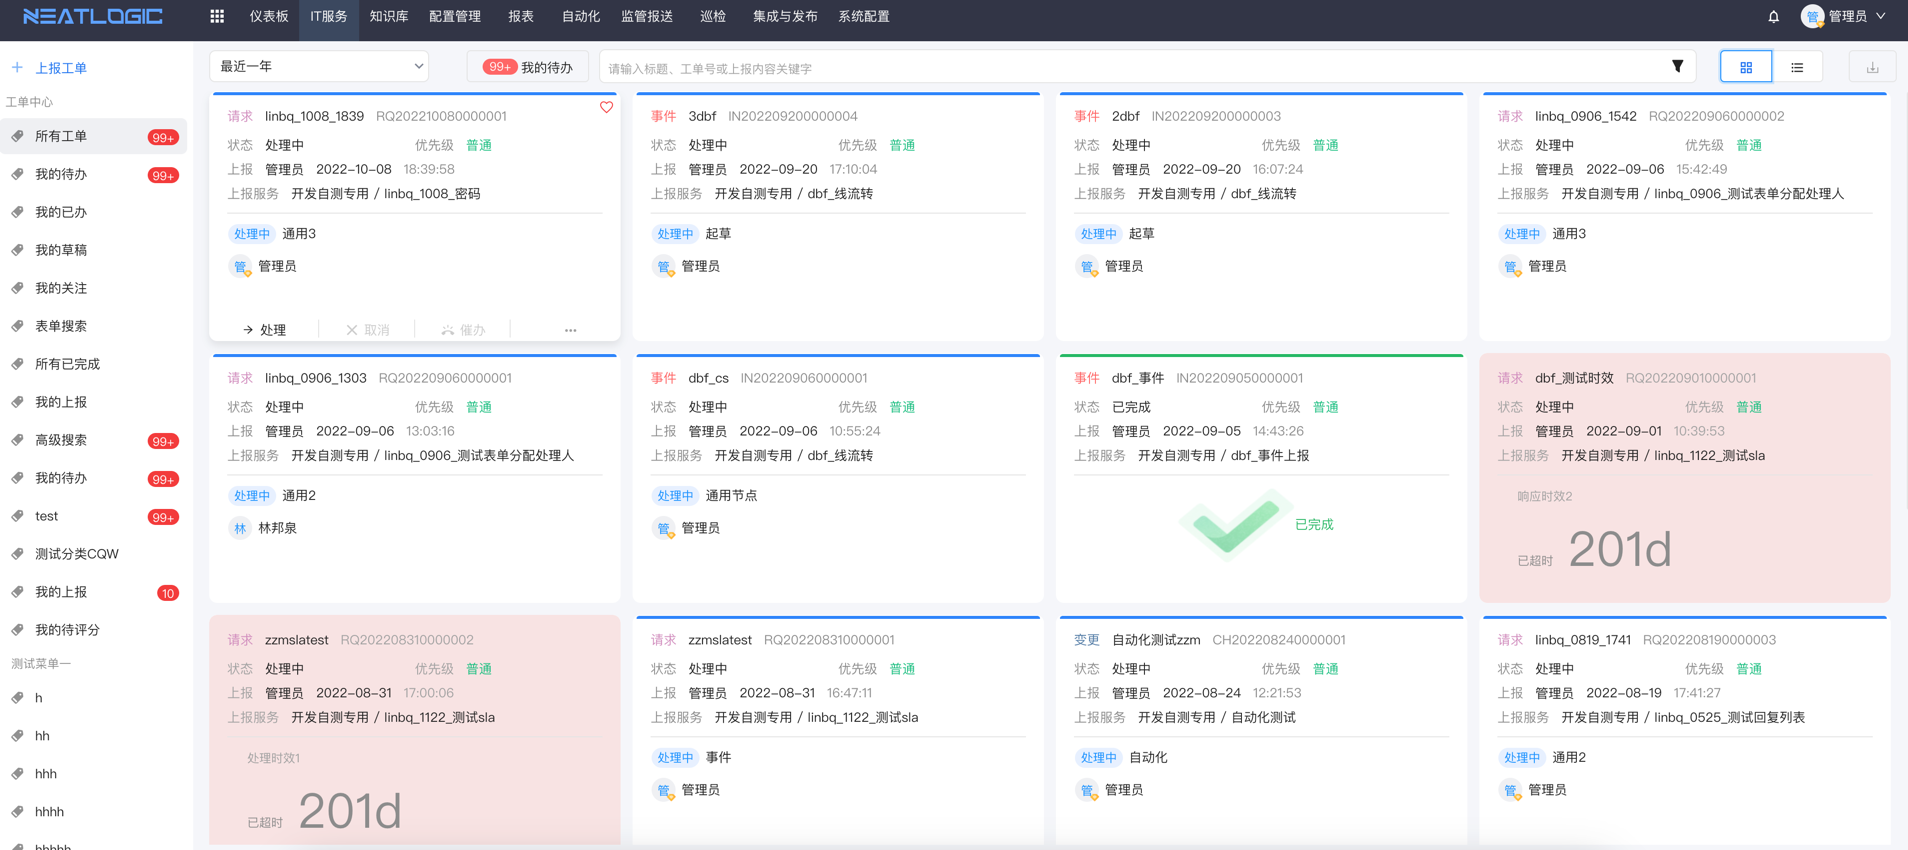 NEATLOGIC 仪表板 IT服务 知识库 配置管理 报表 自动化 监管报送 巡检 集成与发布 系统配置 管 管理员
上报工单
工单中心
所有工单 99+
我的待办 99+
我的已办
我的草稿
我的关注
表单搜索
所有已完成
我的上报
高级搜索 99+
我的待办 99+
test 99+
测试分类CQW
我的上报 10
我的待评分
测试菜单一
h
hh
hhh
hhhh
hhhhh
最近一年 99+ 我的待办 请输入标题、工单号或上报内容关键字
请求 linbq_1008_1839 RQ202210080000001
状态 处理中 优先级 普通
上报 管理员 2022-10-08 18:39:58
上报服务 开发自测专用 / linbq_1008_密码
处理中 通用3
管 管理员
处理 取消 催办 ···
事件 3dbf IN202209200000004
状态 处理中 优先级 普通
上报 管理员 2022-09-20 17:10:04
上报服务 开发自测专用 / dbf_线流转
处理中 起草
管 管理员
事件 2dbf IN202209200000003
状态 处理中 优先级 普通
上报 管理员 2022-09-20 16:07:24
上报服务 开发自测专用 / dbf_线流转
处理中 起草
管 管理员
请求 linbq_0906_1542 RQ202209060000002
状态 处理中 优先级 普通
上报 管理员 2022-09-06 15:42:49
上报服务 开发自测专用 / linbq_0906_测试表单分配处理人
处理中 通用3
管 管理员
请求 linbq_0906_1303 RQ202209060000001
状态 处理中 优先级 普通
上报 管理员 2022-09-06 13:03:16
上报服务 开发自测专用 / linbq_0906_测试表单分配处理人
处理中 通用2
林 林邦泉
事件 dbf_cs IN202209060000001
状态 处理中 优先级 普通
上报 管理员 2022-09-06 10:55:24
上报服务 开发自测专用 / dbf_线流转
处理中 通用节点
管 管理员
事件 dbf_事件 IN202209050000001
状态 已完成 优先级 普通
上报 管理员 2022-09-05 14:43:26
上报服务 开发自测专用 / dbf_事件上报
已完成
请求 dbf_测试时效 RQ202209010000001
状态 处理中 优先级 普通
上报 管理员 2022-09-01 10:39:53
上报服务 开发自测专用 / linbq_1122_测试sla
响应时效2
已超时 201d
请求 zzmslatest RQ202208310000002
状态 处理中 优先级 普通
上报 管理员 2022-08-31 17:00:06
上报服务 开发自测专用 / linbq_1122_测试sla
处理时效1
已超时 201d
请求 zzmslatest RQ202208310000001
状态 处理中 优先级 普通
上报 管理员 2022-08-31 16:47:11
上报服务 开发自测专用 / linbq_1122_测试sla
处理中 事件
管 管理员
变更 自动化测试zzm CH202208240000001
状态 处理中 优先级 普通
上报 管理员 2022-08-24 12:21:53
上报服务 开发自测专用 / 自动化测试
处理中 自动化
管 管理员
请求 linbq_0819_1741 RQ202208190000003
状态 处理中 优先级 普通
上报 管理员 2022-08-19 17:41:27
上报服务 开发自测专用 / linbq_0525_测试回复列表
处理中 通用2
管 管理员